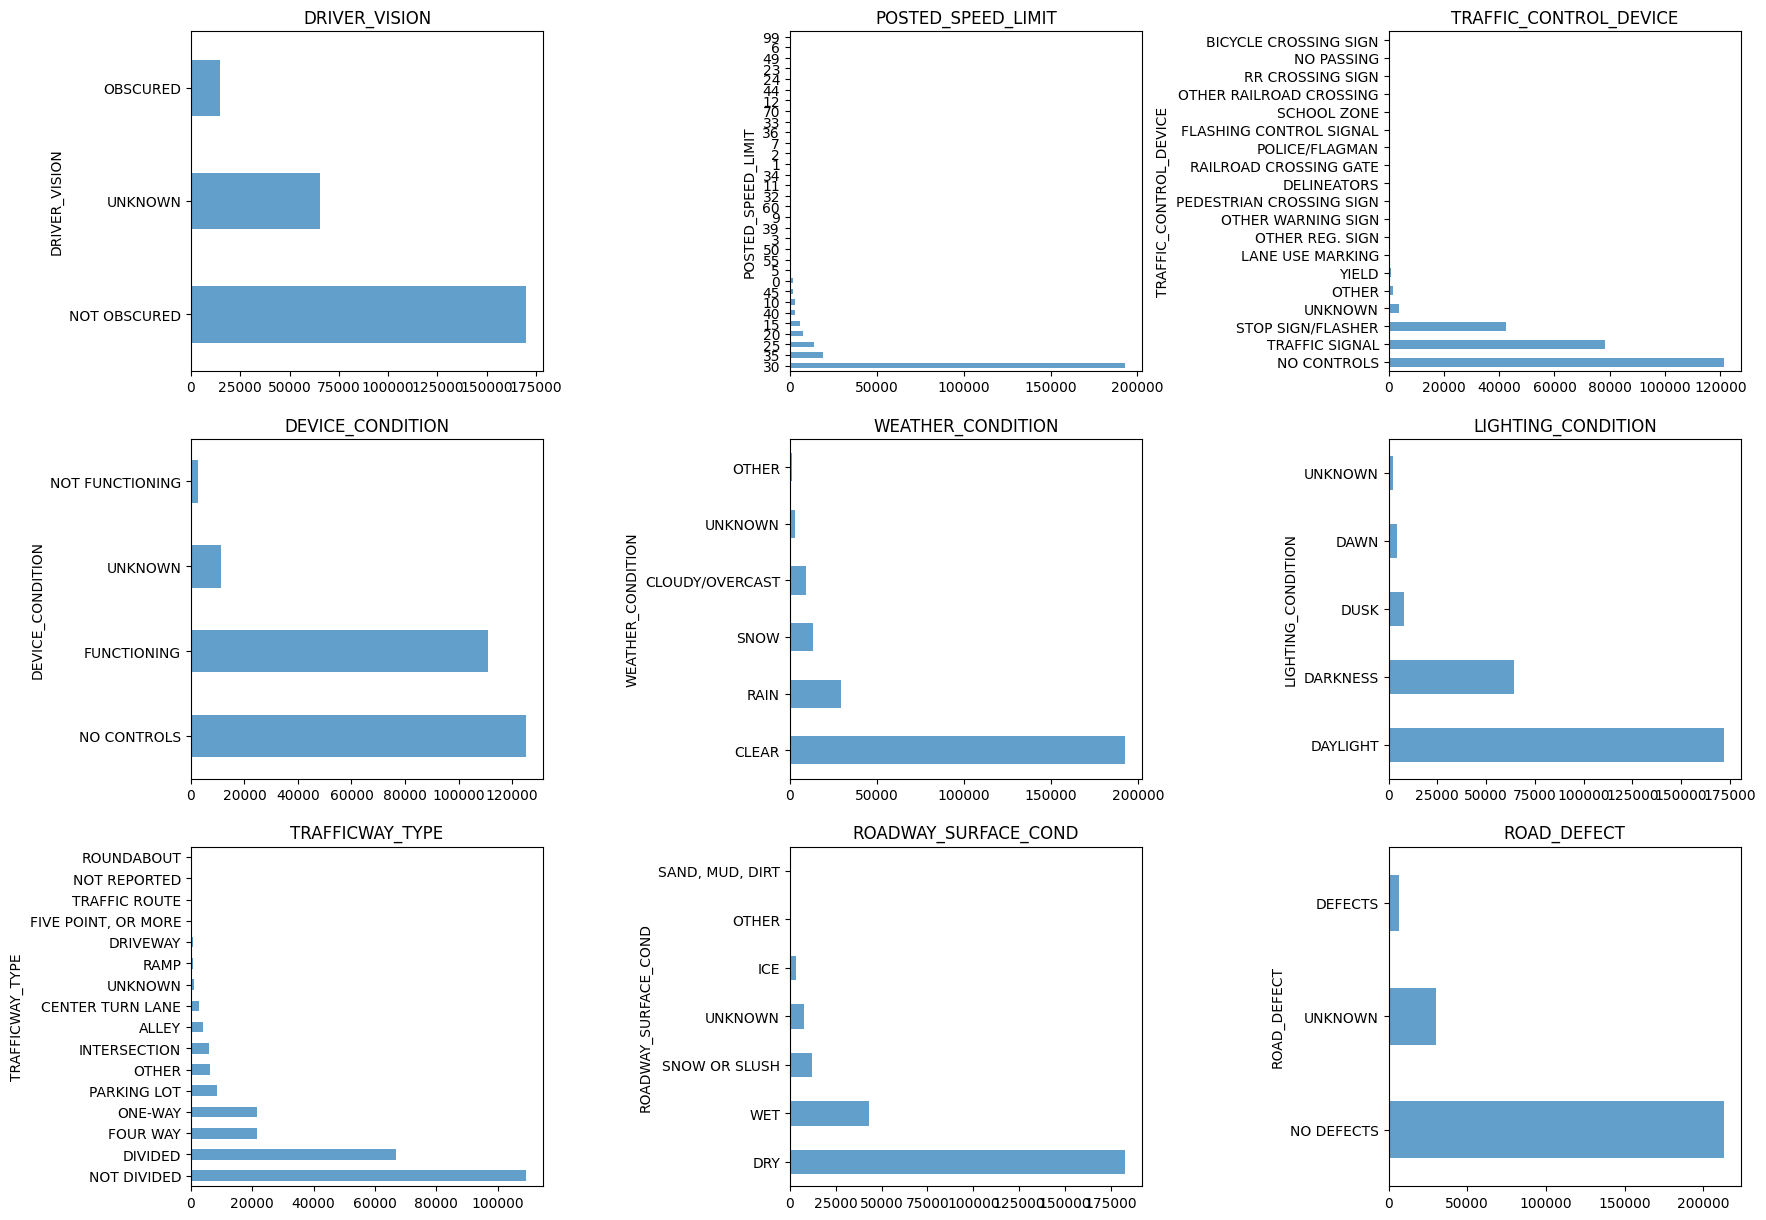 DRIVER_VISION
DRIVER_VISION
OBSCURED
UNKNOWN
NOT OBSCURED
0 25000 50000 75000 100000 125000 150000 175000
POSTED_SPEED_LIMIT
POSTED_SPEED_LIMIT
99
6
49
23
24
44
12
70
33
36
7
2
1
34
11
32
60
9
39
3
50
55
5
0
45
10
40
15
20
25
35
30
0 50000 100000 150000 200000
TRAFFIC_CONTROL_DEVICE
TRAFFIC_CONTROL_DEVICE
BICYCLE CROSSING SIGN
NO PASSING
RR CROSSING SIGN
OTHER RAILROAD CROSSING
SCHOOL ZONE
FLASHING CONTROL SIGNAL
POLICE/FLAGMAN
RAILROAD CROSSING GATE
DELINEATORS
PEDESTRIAN CROSSING SIGN
OTHER WARNING SIGN
OTHER REG. SIGN
LANE USE MARKING
YIELD
OTHER
UNKNOWN
STOP SIGN/FLASHER
TRAFFIC SIGNAL
NO CONTROLS
0 20000 40000 60000 80000 100000 120000
DEVICE_CONDITION
DEVICE_CONDITION
NOT FUNCTIONING
UNKNOWN
FUNCTIONING
NO CONTROLS
0 20000 40000 60000 80000 100000 120000
WEATHER_CONDITION
WEATHER_CONDITION
OTHER
UNKNOWN
CLOUDY/OVERCAST
SNOW
RAIN
CLEAR
0 50000 100000 150000 200000
LIGHTING_CONDITION
LIGHTING_CONDITION
UNKNOWN
DAWN
DUSK
DARKNESS
DAYLIGHT
0 25000 50000 75000 100000 125000 150000 175000
TRAFFICWAY_TYPE
TRAFFICWAY_TYPE
ROUNDABOUT
NOT REPORTED
TRAFFIC ROUTE
FIVE POINT, OR MORE
DRIVEWAY
RAMP
UNKNOWN
CENTER TURN LANE
ALLEY
INTERSECTION
OTHER
PARKING LOT
ONE-WAY
FOUR WAY
DIVIDED
NOT DIVIDED
0 20000 40000 60000 80000 100000
ROADWAY_SURFACE_COND
ROADWAY_SURFACE_COND
SAND, MUD, DIRT
OTHER
ICE
UNKNOWN
SNOW OR SLUSH
WET
DRY
0 25000 50000 75000 100000 125000 150000 175000
ROAD_DEFECT
ROAD_DEFECT
DEFECTS
UNKNOWN
NO DEFECTS
0 50000 100000 150000 200000